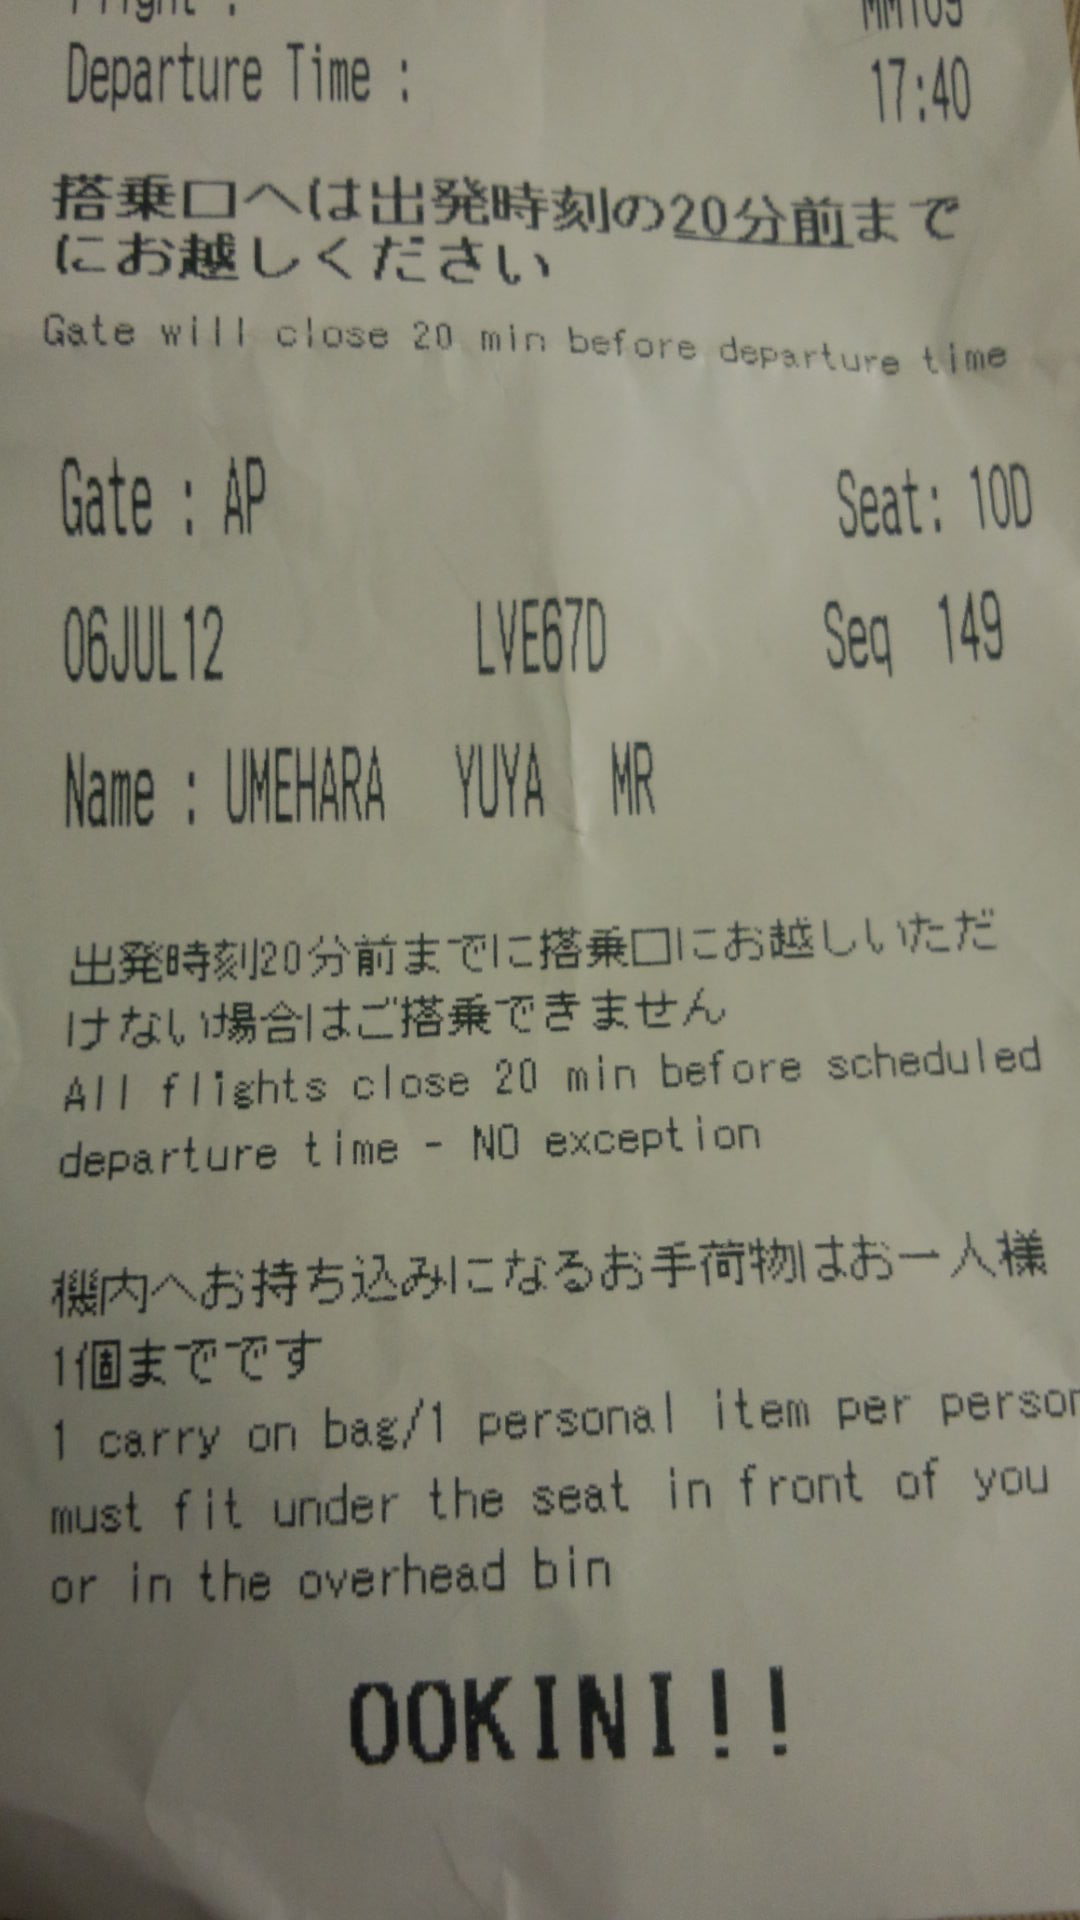 Flight :                    MM109
Departure Time :            17:40
搭乗口へは出発時刻の20分前まで
にお越しください
Gate will close 20 min before departure time
Gate : AP            Seat: 10D
06JUL12     LVE67D     Seq 149
Name : UMEHARA  YUYA  MR
出発時刻20分前までに搭乗口にお越しいただ
けない場合はご搭乗できません
All flights close 20 min before scheduled
departure time - NO exception
機内へお持ち込みになるお手荷物はお一人様
1個までです
1 carry on bag/1 personal item per person
must fit under the seat in front of you
or in the overhead bin
OOKINI!!